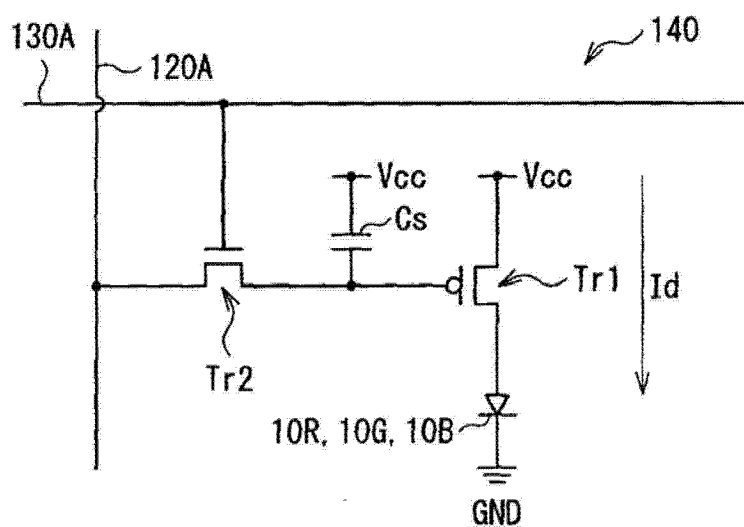 130A
120A
140
Vcc
Vcc
Cs
Tr1
Id
Tr2
10R, 10G, 10B
GND